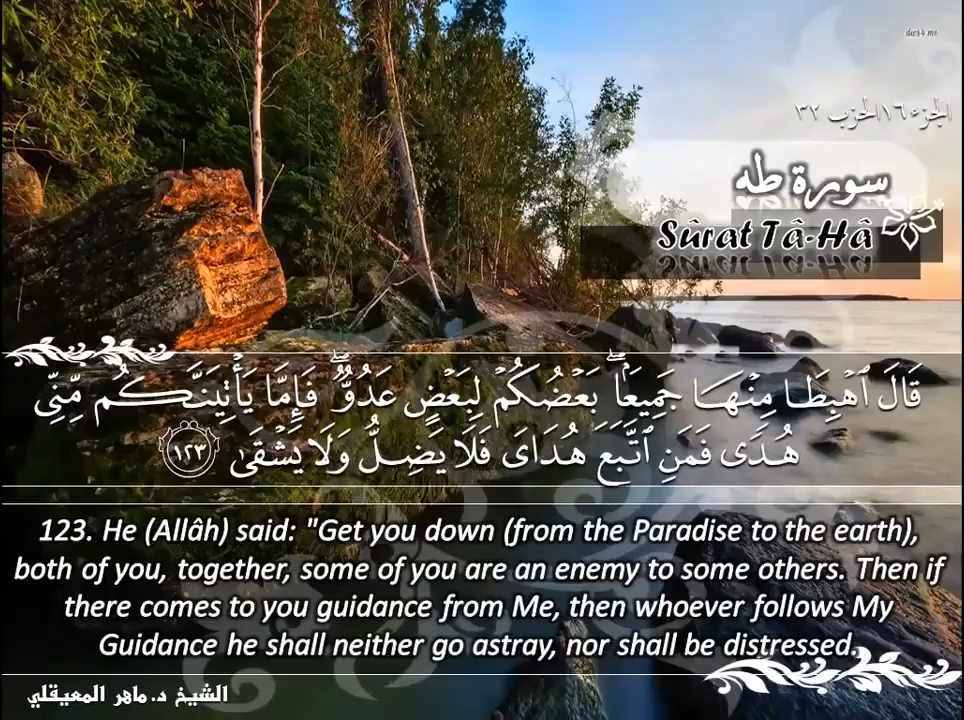 الجزء ١٦ الحزب ٣٢
سورة طه
Sûrat Tâ-Hâ
قَالَ ٱهْبِطَا مِنْهَا جَمِيعًۢا ۖ بَعْضُكُمْ لِبَعْضٍ عَدُوٌّ ۖ فَإِمَّا يَأْتِيَنَّكُم مِّنِّى
هُدًى فَمَنِ ٱتَّبَعَ هُدَاىَ فَلَا يَضِلُّ وَلَا يَشْقَىٰ ١٢٣
123. He (Allâh) said: "Get you down (from the Paradise to the earth),
both of you, together, some of you are an enemy to some others. Then if
there comes to you guidance from Me, then whoever follows My
Guidance he shall neither go astray, nor shall be distressed.
الشيخ د. ماهر المعيقلي